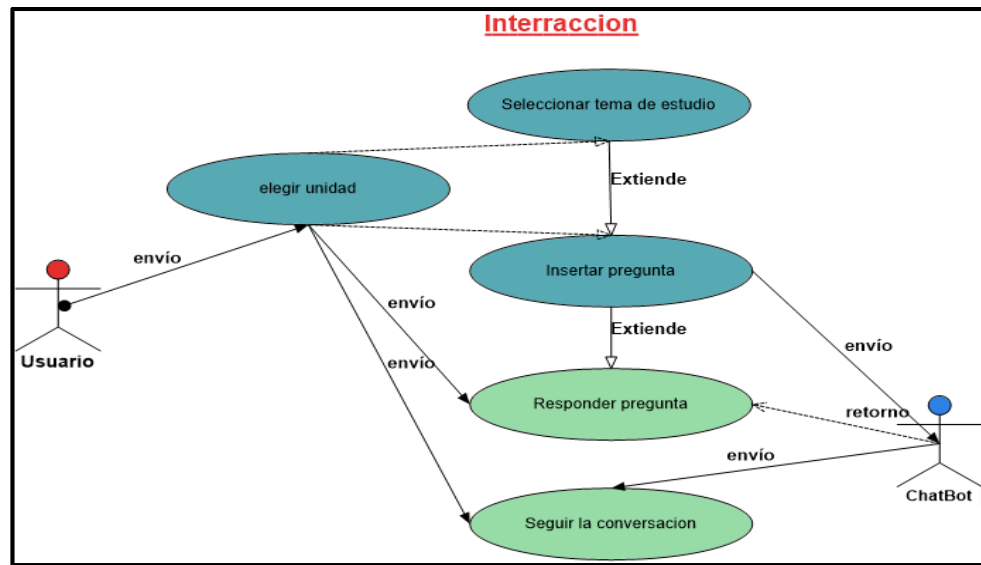 Interraccion
Seleccionar tema de estudio
elegir unidad
Extiende
envío
Insertar pregunta
Usuario
envío
Extiende
envío
envío
Responder pregunta
retorno
envío
ChatBot
Seguir la conversacion